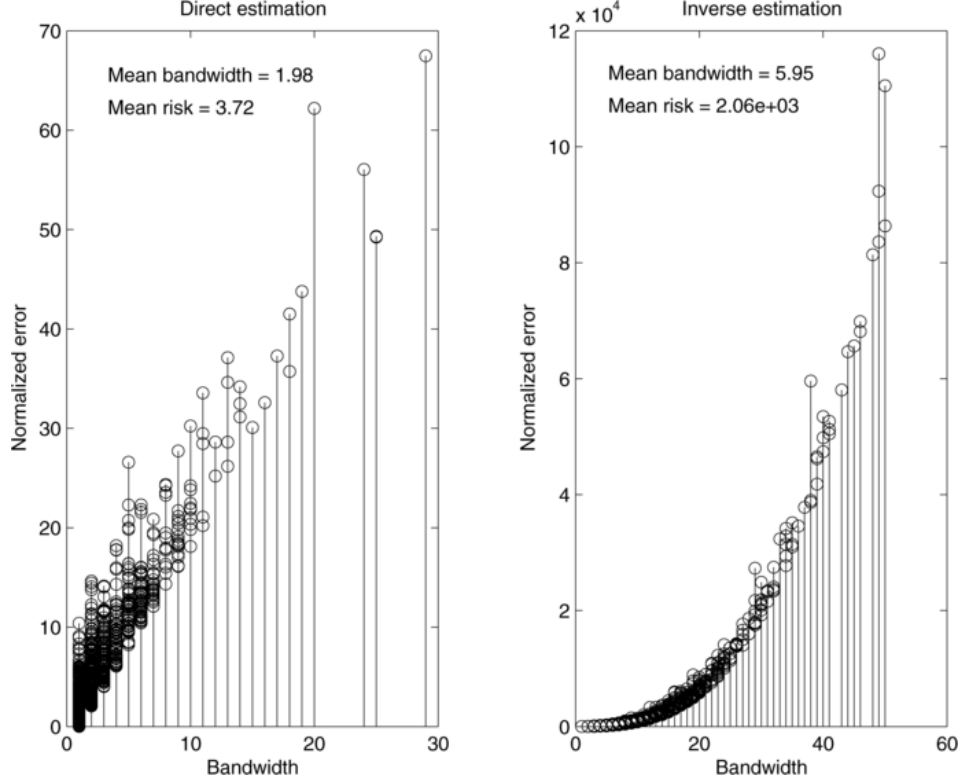 Direct estimation
70
60
50
40
30
20
10
0
Mean bandwidth = 1.98
Mean risk = 3.72
Normalized error
0
10
20
30
Bandwidth
Inverse estimation
x 10^4
12
10
8
6
4
2
0
Mean bandwidth = 5.95
Mean risk = 2.06e+03
Normalized error
0
20
40
60
Bandwidth